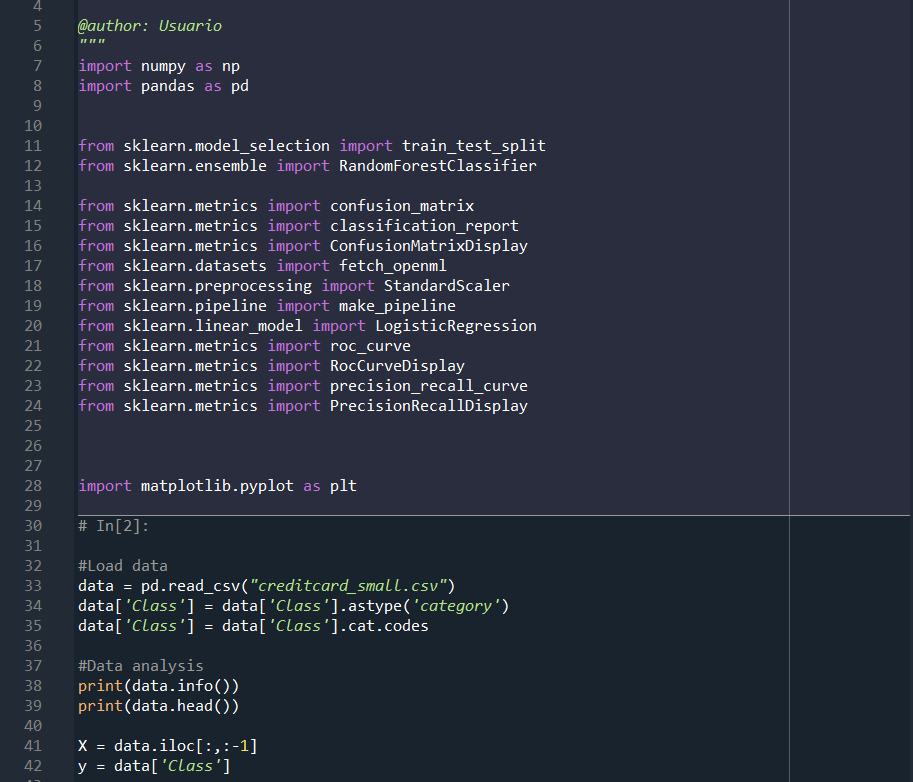 4
5 @author: Usuario
6 """
7 import numpy as np
8 import pandas as pd
9
10
11 from sklearn.model_selection import train_test_split
12 from sklearn.ensemble import RandomForestClassifier
13
14 from sklearn.metrics import confusion_matrix
15 from sklearn.metrics import classification_report
16 from sklearn.metrics import ConfusionMatrixDisplay
17 from sklearn.datasets import fetch_openml
18 from sklearn.preprocessing import StandardScaler
19 from sklearn.pipeline import make_pipeline
20 from sklearn.linear_model import LogisticRegression
21 from sklearn.metrics import roc_curve
22 from sklearn.metrics import RocCurveDisplay
23 from sklearn.metrics import precision_recall_curve
24 from sklearn.metrics import PrecisionRecallDisplay
25
26
27
28 import matplotlib.pyplot as plt
29
30 # In[2]:
31
32 #Load data
33 data = pd.read_csv("creditcard_small.csv")
34 data['Class'] = data['Class'].astype('category')
35 data['Class'] = data['Class'].cat.codes
36
37 #Data analysis
38 print(data.info())
39 print(data.head())
40
41 X = data.iloc[:,:-1]
42 y = data['Class']